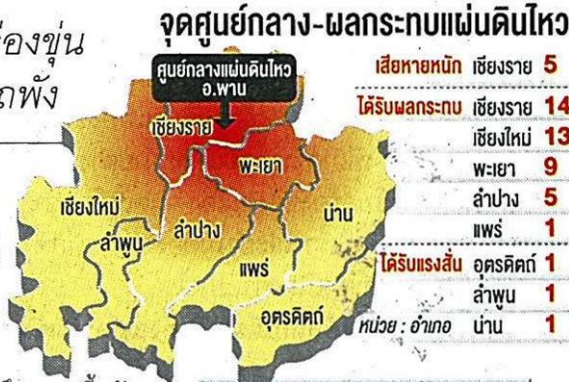 จุดศูนย์กลาง-ผลกระทบแผ่นดินไหว
องขุ่น
พัง
ศูนย์กลางแผ่นดินไหว
อ.พาน
เชียงราย
พะเยา
เชียงใหม่
ลำพูน
ลำปาง
น่าน
แพร่
อุตรดิตถ์
เสียหายหนัก เชียงราย 5
ได้รับผลกระทบ เชียงราย 14
เชียงใหม่ 13
พะเยา 9
ลำปาง 5
แพร่ 1
ได้รับแรงสั่น อุตรดิตถ์ 1
ลำพูน 1
หน่วย : อำเภอ น่าน 1